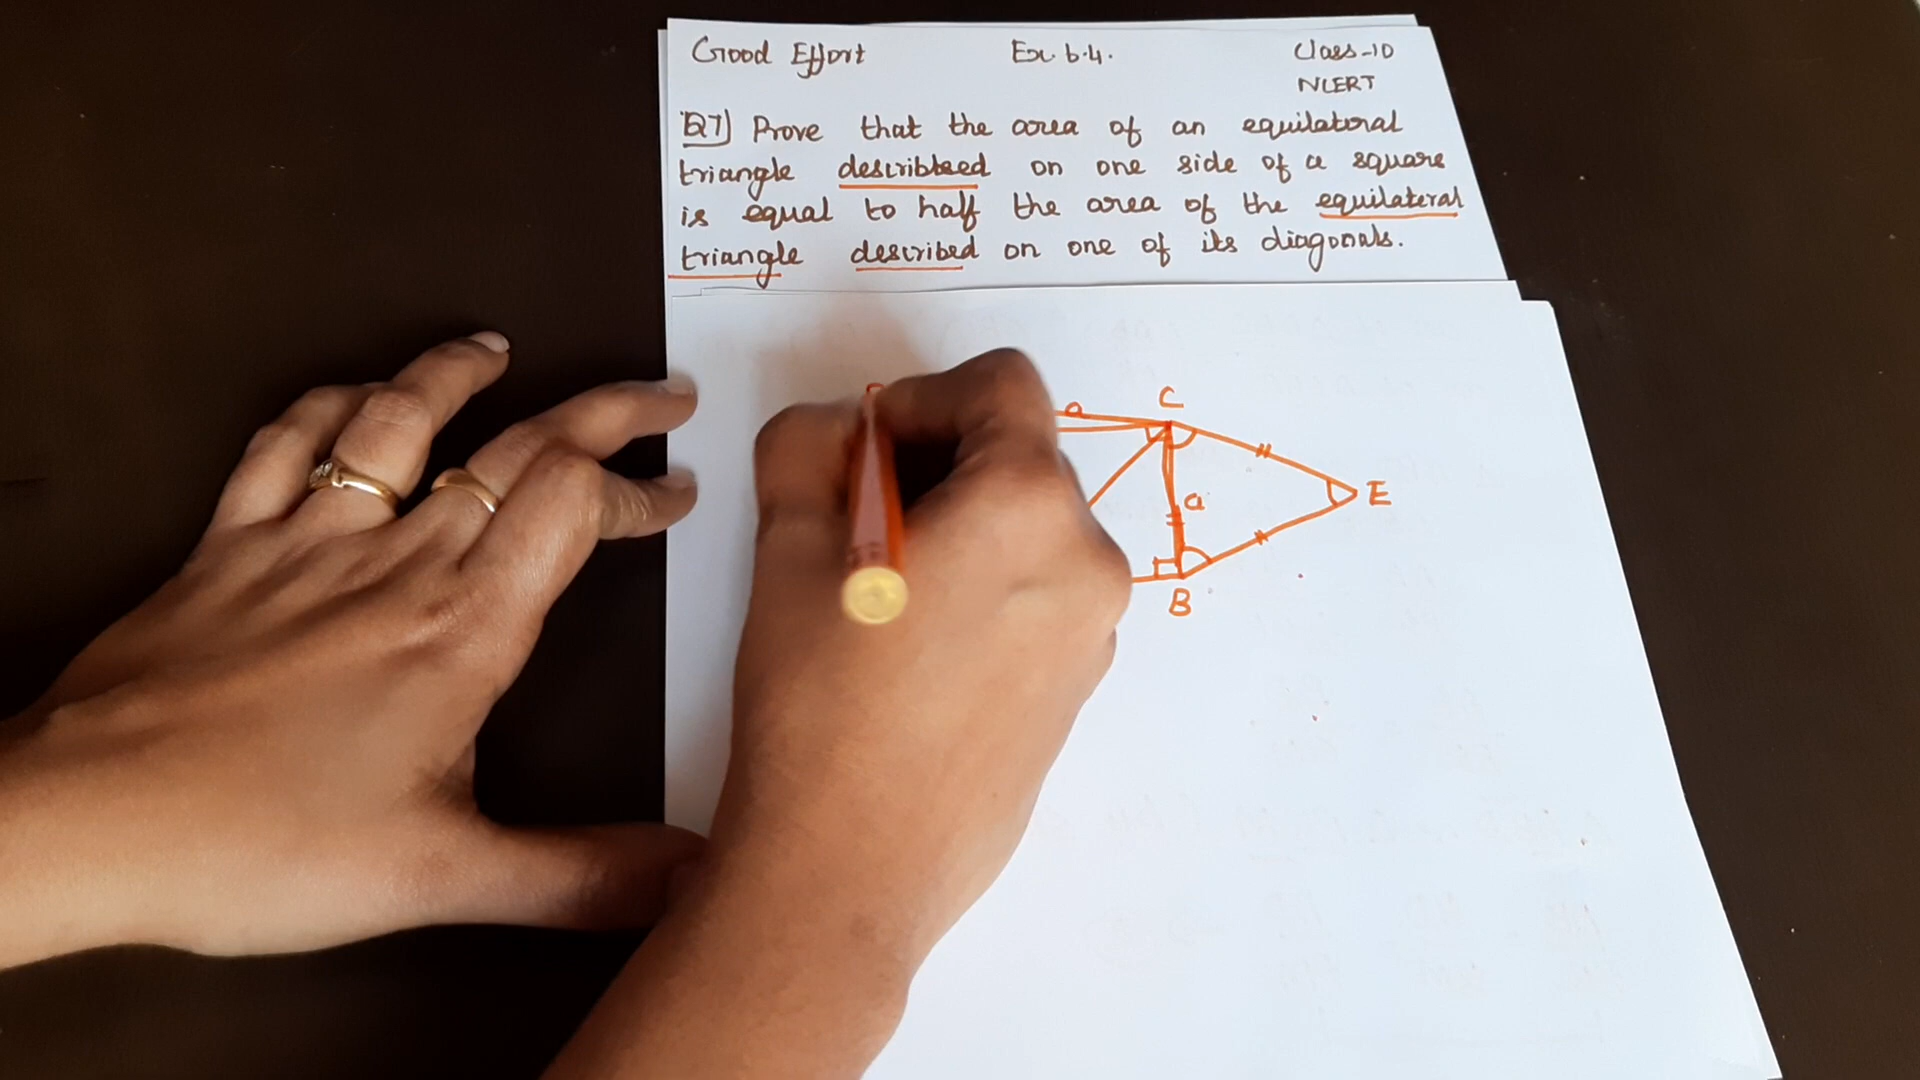 Good Effort Ex. 6.4. Class-10
NCERT
Q7) Prove that the area of an equilateral
triangle describbeed on one side of a square
is equal to half the area of the equilateral
triangle described on one of its diagonals.
a C
a E
B